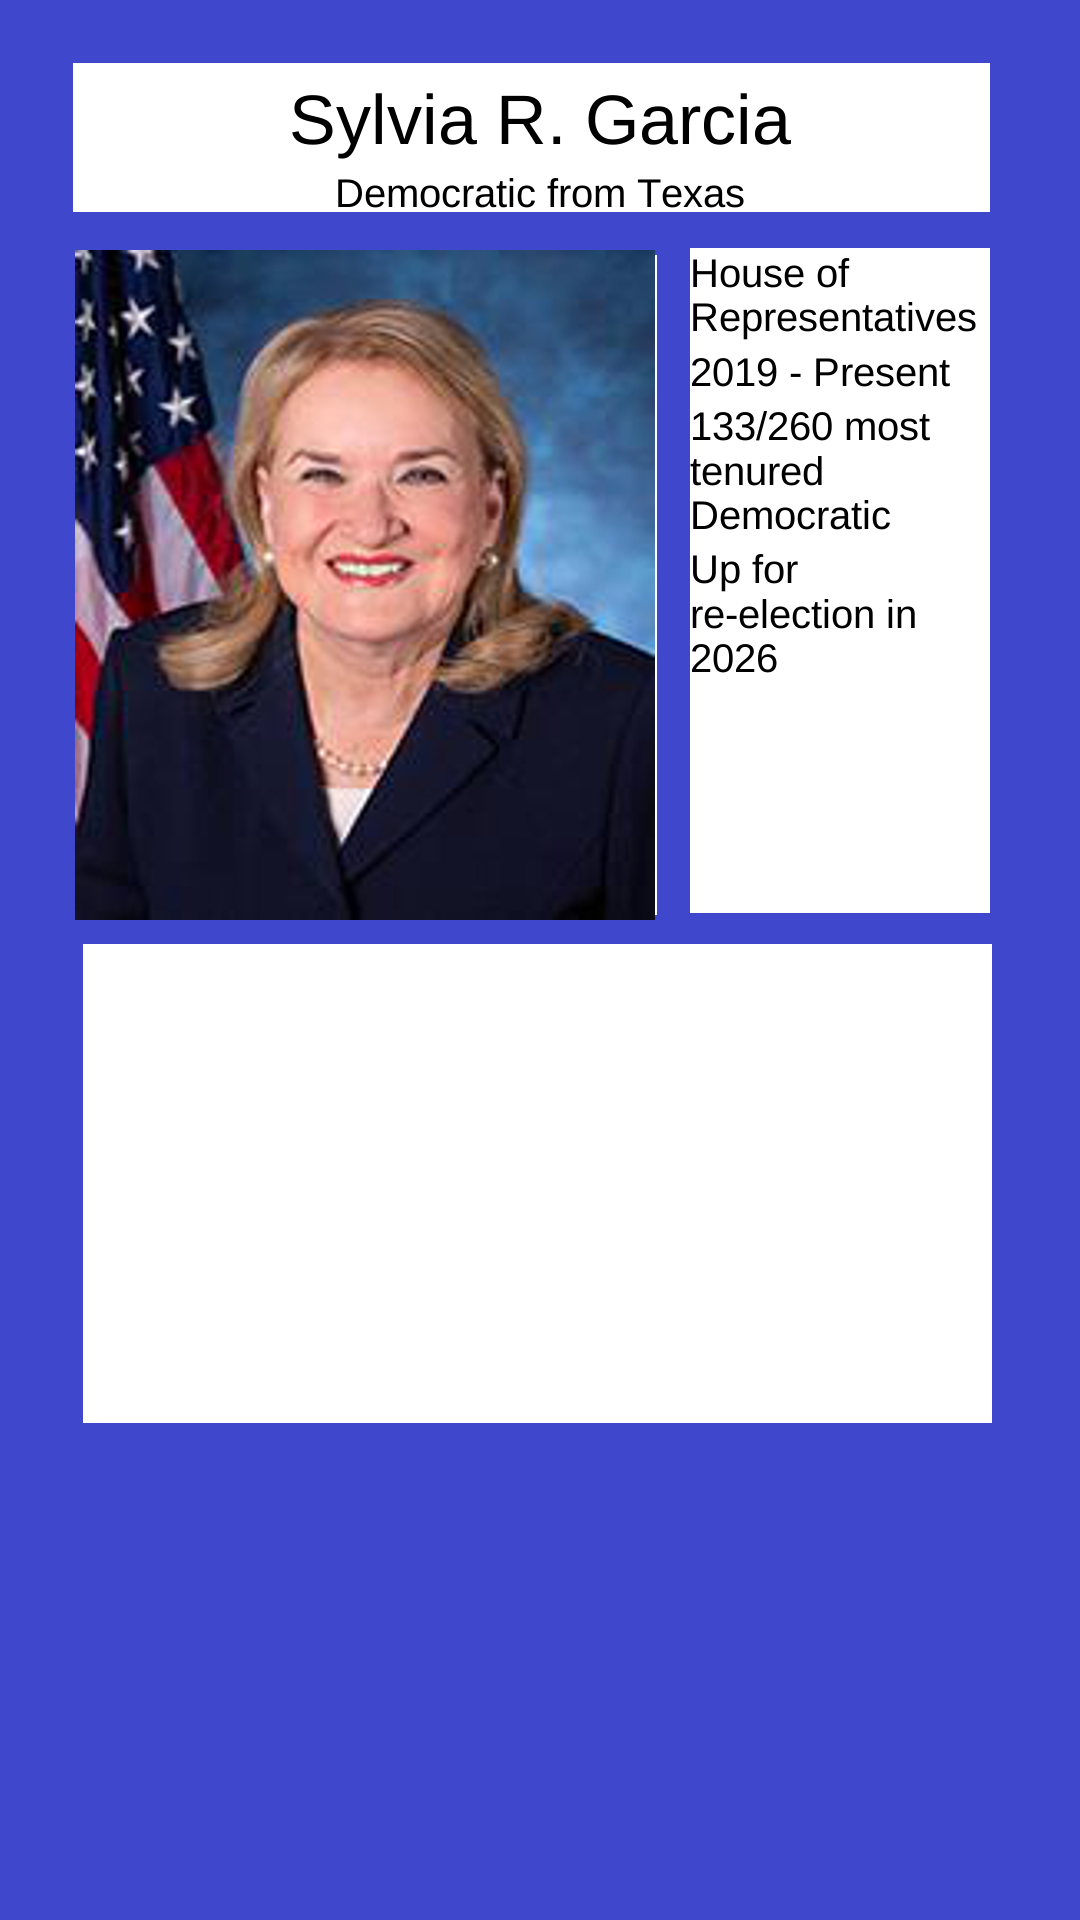 Sylvia R. Garcia
Democratic from Texas
House of
Representatives
2019 - Present
133/260 most
tenured
Democratic
Up for
re-election in
2026